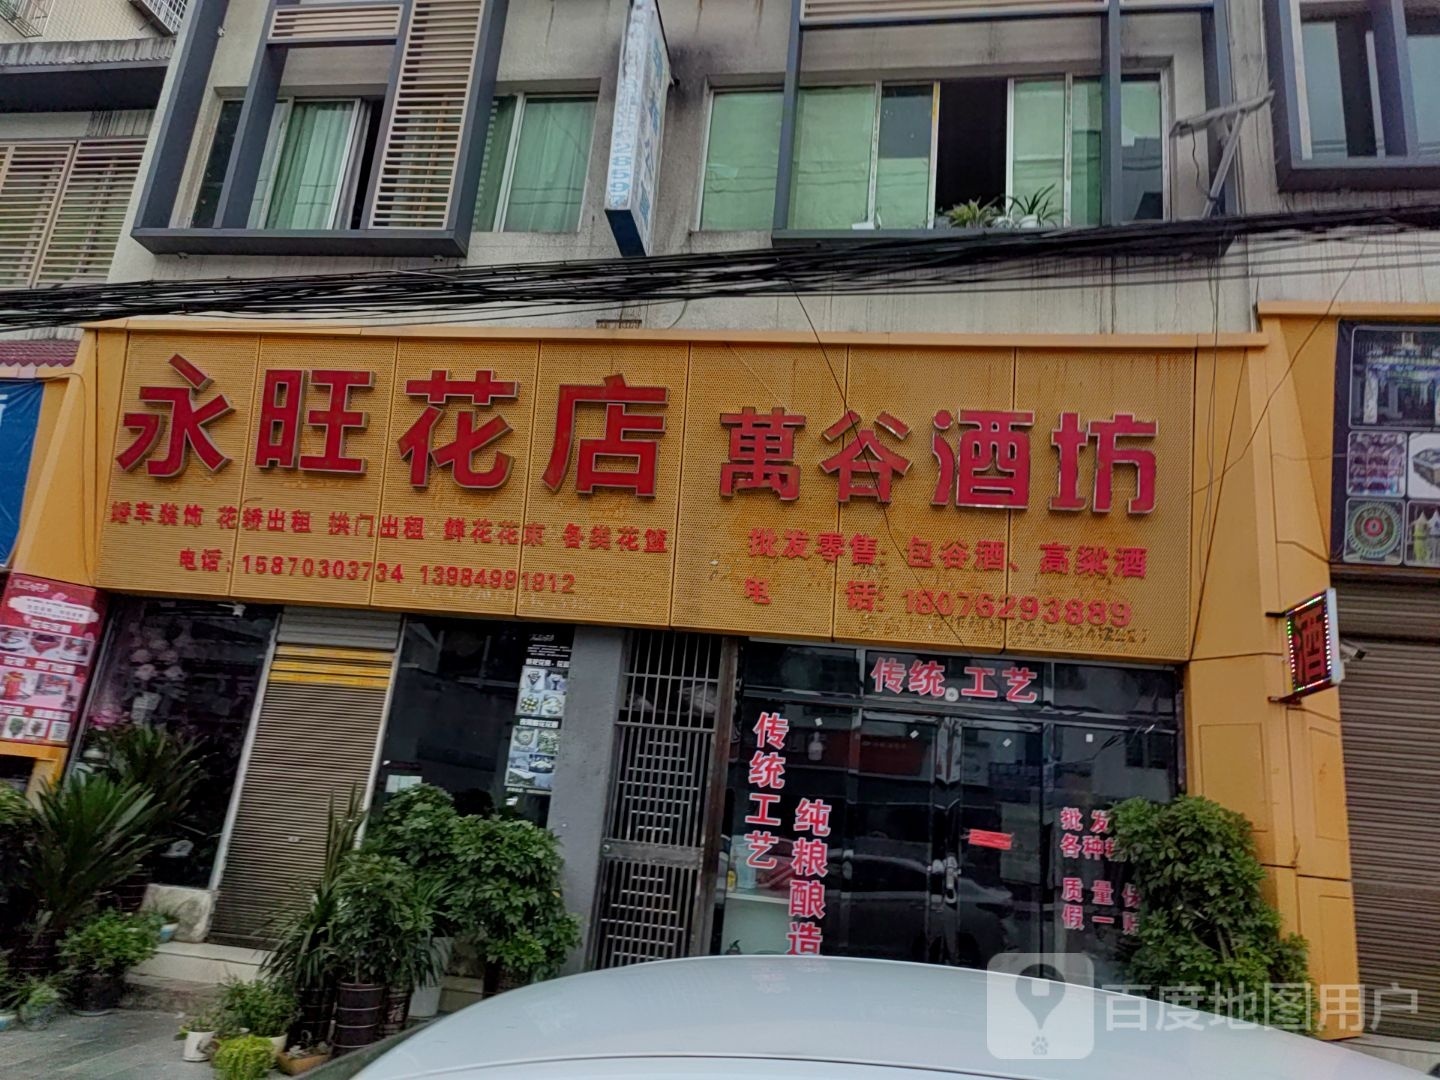 永旺花店
婚车装饰 花轿出租 拱门出租 鲜花花束 各类花篮
电话:15870303734 13984991912
萬谷酒坊
批发零售:包谷酒、高粱酒
电 话:18076293889
传统工艺
传统工艺
纯粮酿造
批发
各种
质量保
假一
酒
百度地图用户